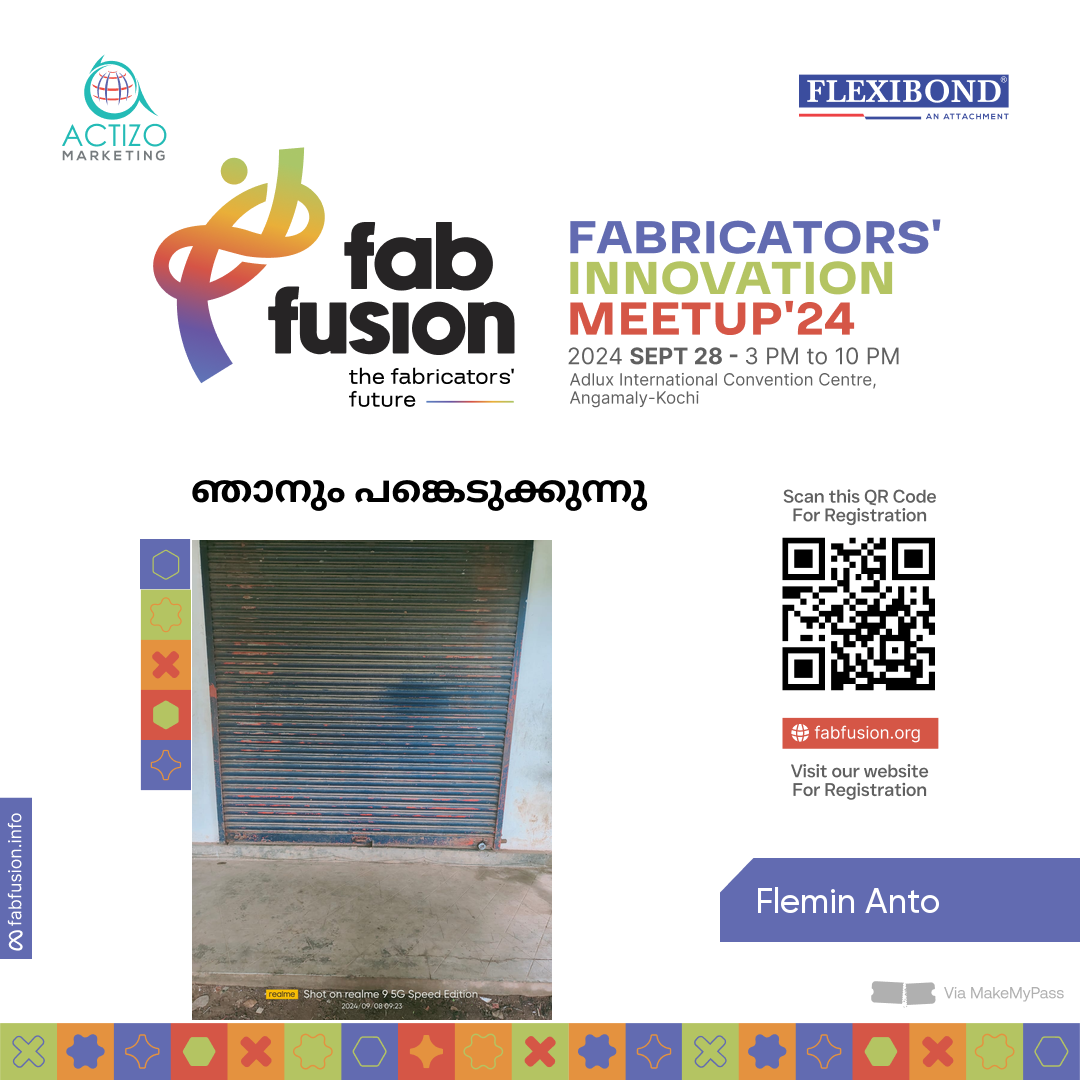 ACTIZO
MARKETING
FLEXIBOND®
AN ATTACHMENT
fab
fusion
the fabricators'
future
FABRICATORS'
INNOVATION
MEETUP'24
2024 SEPT 28 - 3 PM to 10 PM
Adlux International Convention Centre,
Angamaly-Kochi
ഞാനും പങ്കെടുക്കുന്നു
Scan this QR Code
For Registration
fabfusion.org
Visit our website
For Registration
fabfusion.info
Flemin Anto
realme Shot on realme 9 5G Speed Edition
2024/09/08 09:23
Via MakeMyPass